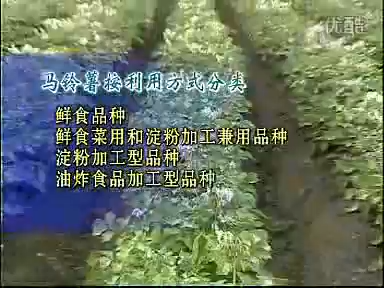 优酷
马铃薯按利用方式分类
鲜食品种
鲜食菜用和淀粉加工兼用品种
淀粉加工型品种
油炸食品加工型品种